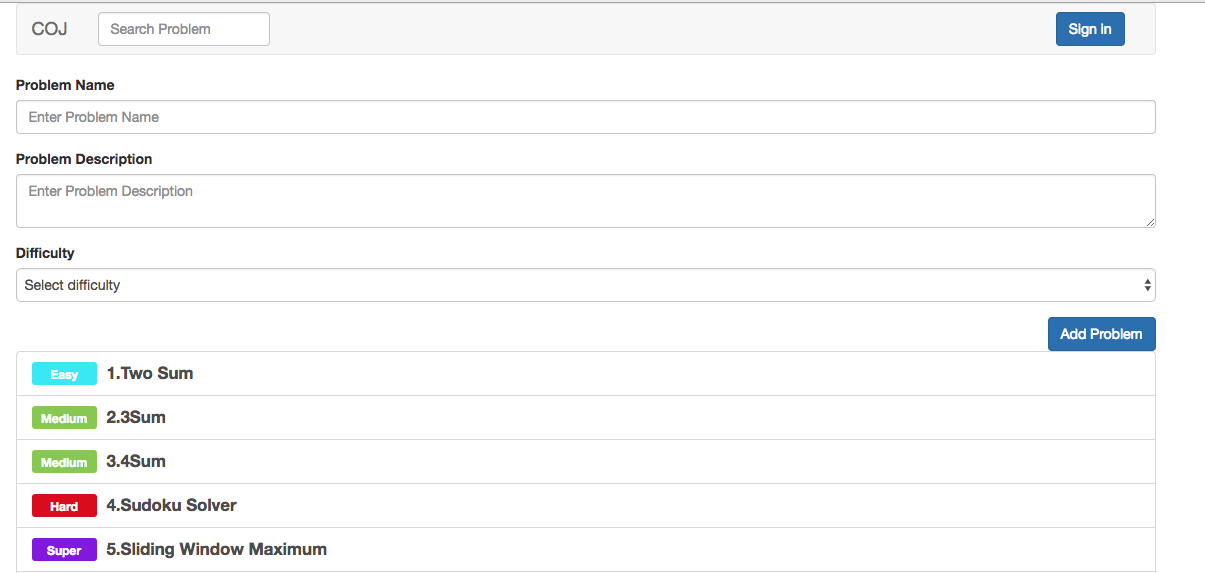 COJ Search Problem Sign in
Problem Name
Enter Problem Name
Problem Description
Enter Problem Description
Difficulty
Select difficulty
Add Problem
Easy 1.Two Sum
Medium 2.3Sum
Medium 3.4Sum
Hard 4.Sudoku Solver
Super 5.Sliding Window Maximum